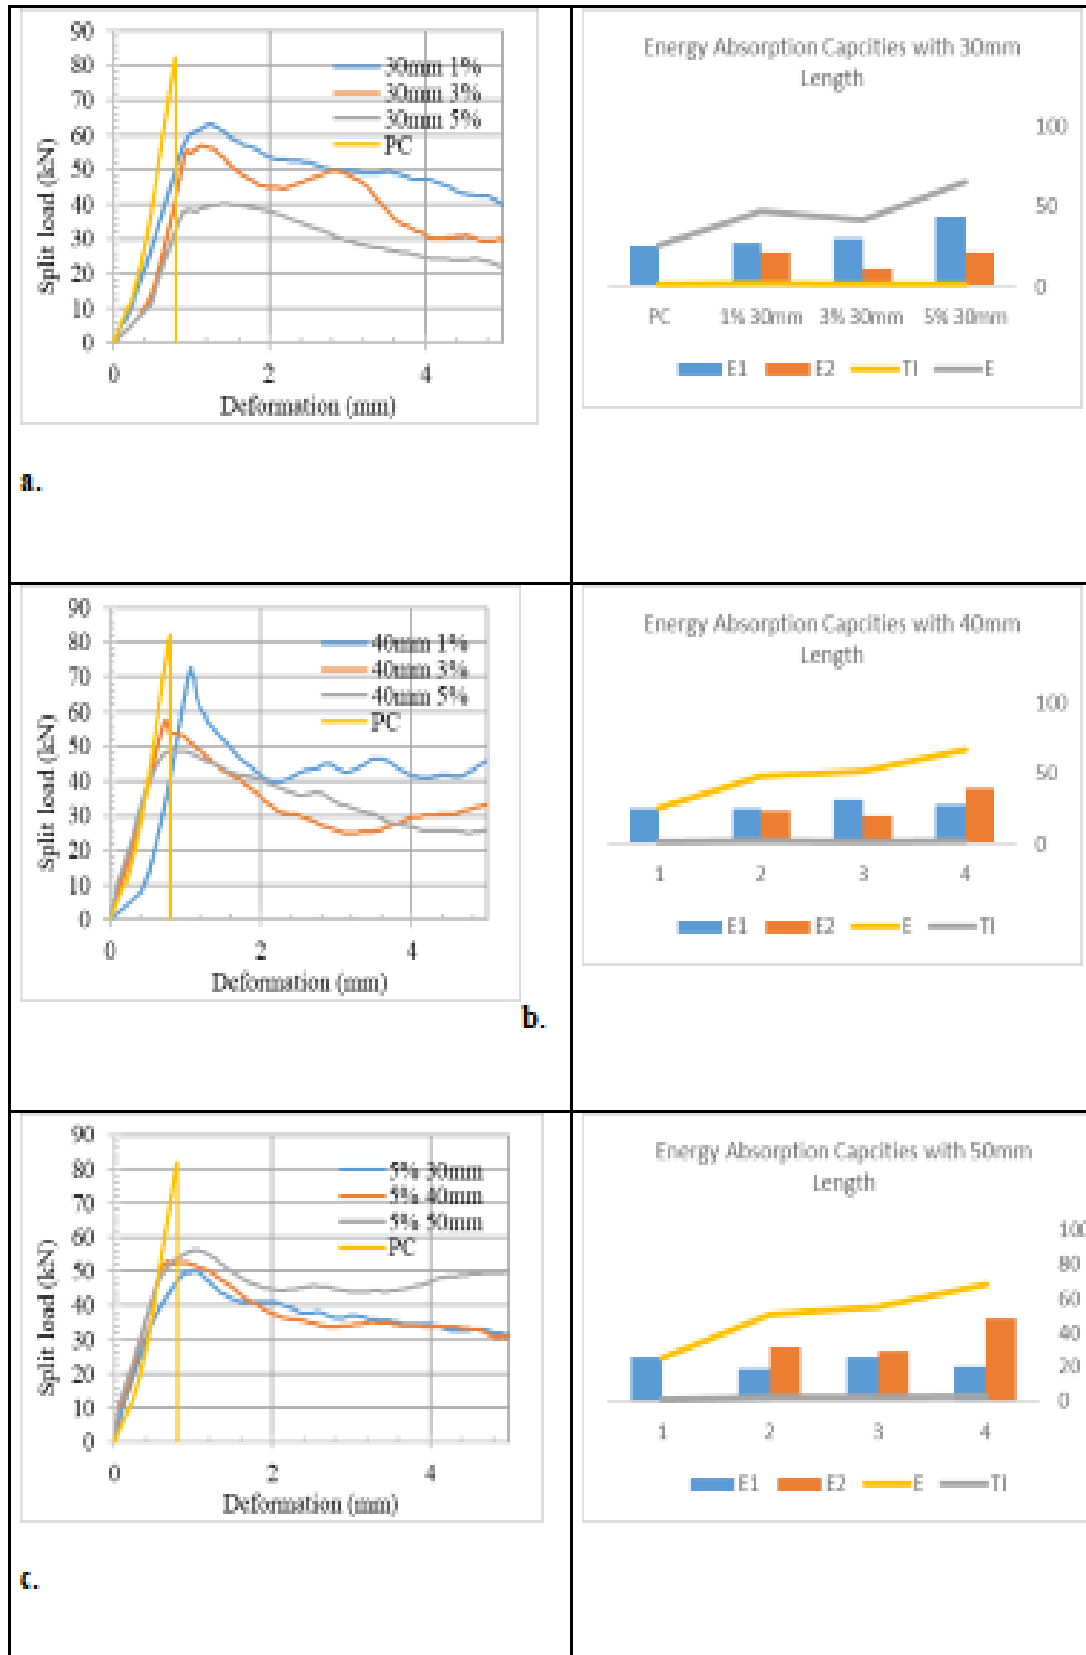 90
80
70
60
50
40
30
20
10
0
Split load (kN)
30mm 1%
30mm 3%
30mm 5%
PC
0 2 4
Deformation (mm)
a.
Energy Absorption Capcities with 30mm
Length
100
50
0
PC 1% 30mm 3% 30mm 5% 30mm
E1 E2 TI E
90
80
70
60
50
40
30
20
10
0
Split load (kN)
40mm 1%
40mm 3%
40mm 5%
PC
0 2 4
Deformation (mm)
b.
Energy Absorption Capcities with 40mm
Length
100
50
0
1 2 3 4
E1 E2 E TI
90
80
70
60
50
40
30
20
10
0
Split load (kN)
5% 30mm
5% 40mm
5% 50mm
PC
0 2 4
Deformation (mm)
c.
Energy Absorption Capcities with 50mm
Length
100
80
60
40
20
0
1 2 3 4
E1 E2 E TI